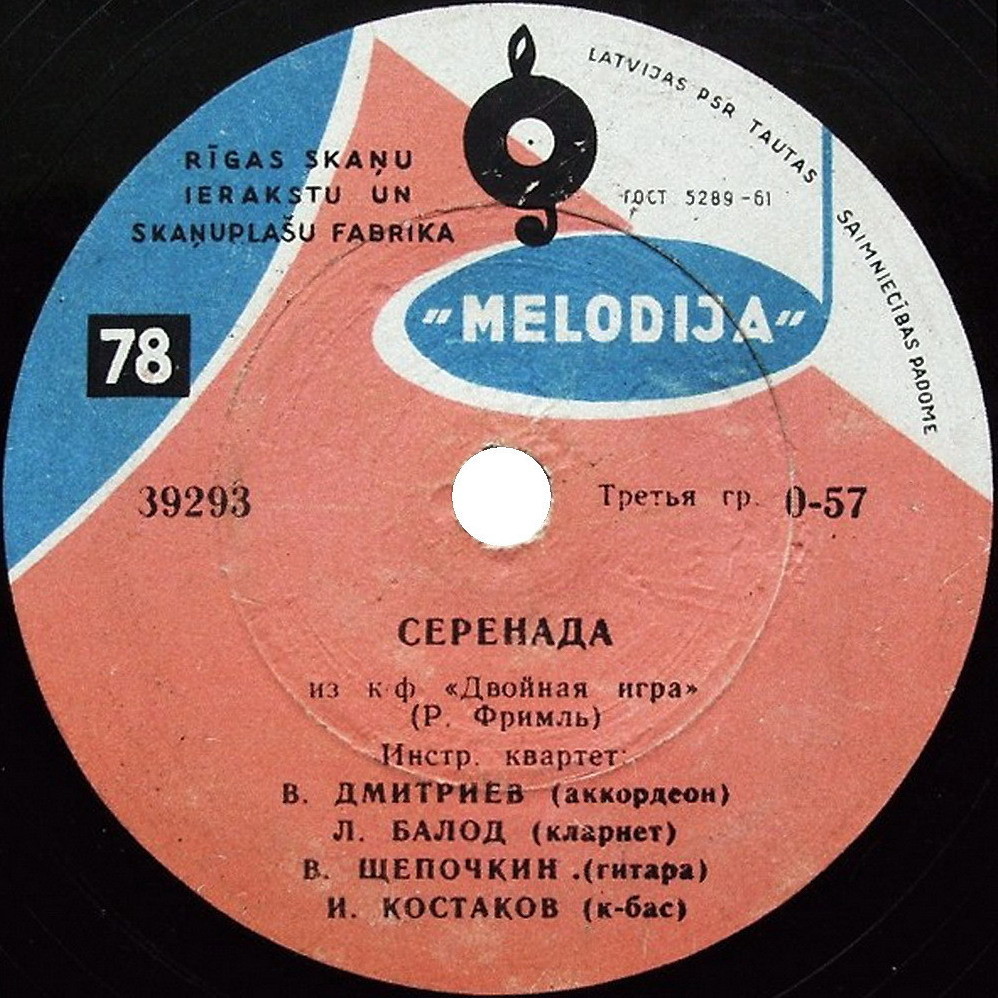 LATVIJAS PSR TAUTAS
SAIMNIECĪBAS PADOME
RĪGAS SKAŅU
IERAKSTU UN
SKAŅUPLAŠU FABRIKA
ГОСТ 5289-61
"MELODIJA"
78
39293
Третья гр. 0-57
СЕРЕНАДА
из к·ф «Двойная игра»
(Р. Фримль)
Инстр. квартет:
В. ДМИТРИЕВ (аккордеон)
Л. БАЛОД (кларнет)
В. ЩЕПОЧКИН .(гитара)
И. КОСТАКОВ (к-бас)